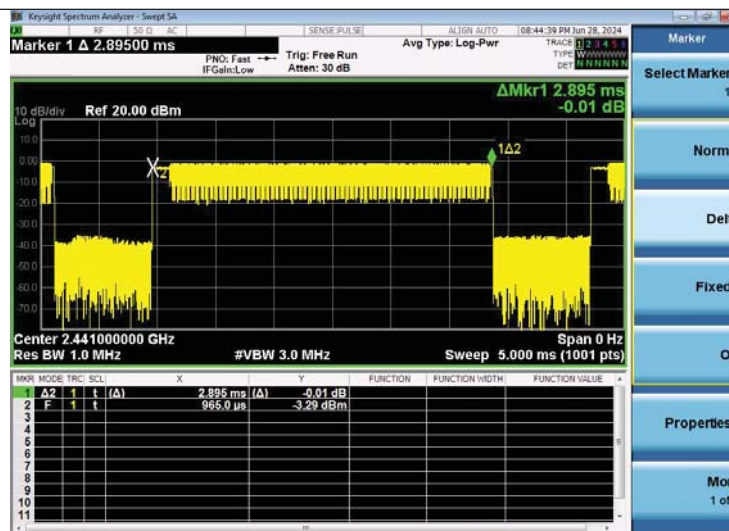 Keysight Spectrum Analyzer - Swept SA
RF 50 Ω AC SENSE:PULSE ALIGN AUTO 08:44:39 PM Jun 28, 2024
Marker 1 Δ 2.89500 ms
PNO: Fast
IFGain:Low
Trig: Free Run
Atten: 30 dB
Avg Type: Log-Pwr
TRACE 1 2 3 4 5 6
TYPE W
DET N N N N N N
ΔMkr1 2.895 ms
-0.01 dB
10 dB/div Ref 20.00 dBm
Log
10.0
0.00
-10.0
-20.0
-30.0
-40.0
-50.0
-60.0
-70.0
2
1Δ2
Center 2.441000000 GHz Span 0 Hz
Res BW 1.0 MHz #VBW 3.0 MHz Sweep 5.000 ms (1001 pts)
MKR MODE TRC SCL X Y FUNCTION FUNCTION WIDTH FUNCTION VALUE
1 Δ2 1 t (Δ) 2.895 ms (Δ) -0.01 dB
2 F 1 t 965.0 µs -3.29 dBm
3
4
5
6
7
8
9
10
11
Marker
Select Marker
1
Norm
Delt
Fixed
O
Properties
Mor
1 of